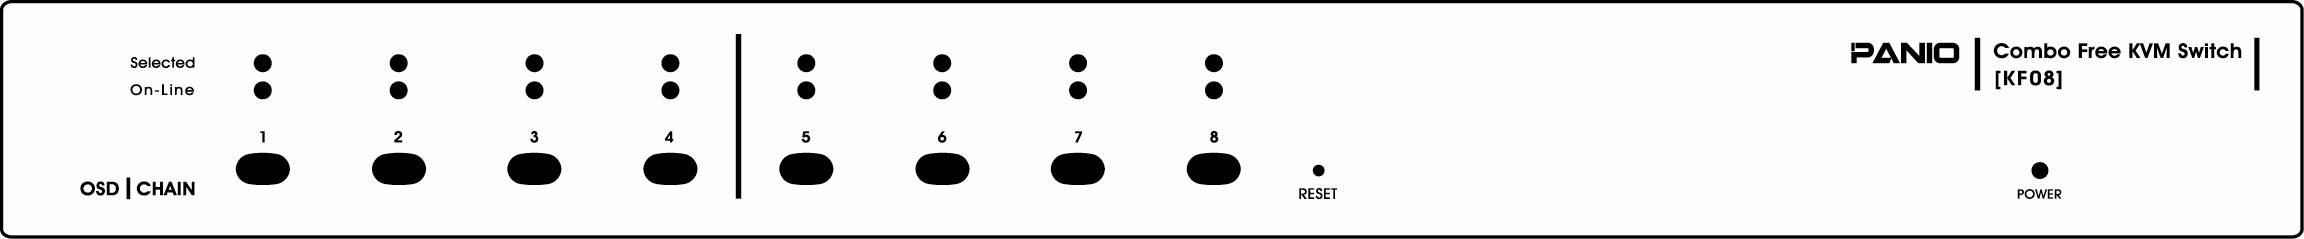 Selected
On-Line
1 2 3 4 5 6 7 8
OSD | CHAIN
RESET
PANIO
Combo Free KVM Switch
[KF08]
POWER